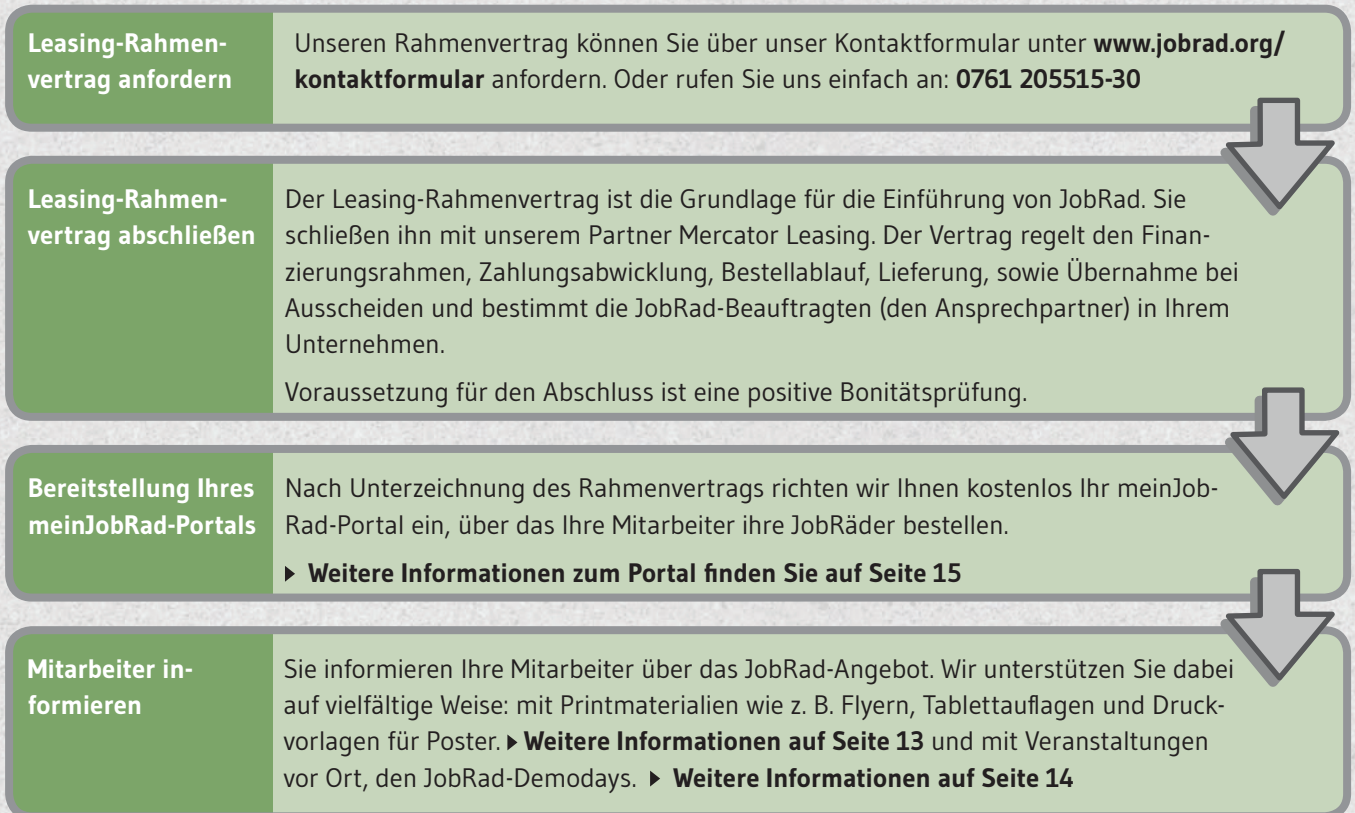 Leasing-Rahmen-
vertrag anfordern
Unseren Rahmenvertrag können Sie über unser Kontaktformular unter www.jobrad.org/
kontaktformular anfordern. Oder rufen Sie uns einfach an: 0761 205515-30
Leasing-Rahmen-
vertrag abschließen
Der Leasing-Rahmenvertrag ist die Grundlage für die Einführung von JobRad. Sie
schließen ihn mit unserem Partner Mercator Leasing. Der Vertrag regelt den Finan-
zierungsrahmen, Zahlungsabwicklung, Bestellablauf, Lieferung, sowie Übernahme bei
Ausscheiden und bestimmt die JobRad-Beauftragten (den Ansprechpartner) in Ihrem
Unternehmen.
Voraussetzung für den Abschluss ist eine positive Bonitätsprüfung.
Bereitstellung Ihres
meinJobRad-Portals
Nach Unterzeichnung des Rahmenvertrags richten wir Ihnen kostenlos Ihr meinJob-
Rad-Portal ein, über das Ihre Mitarbeiter ihre JobRäder bestellen.
▸ Weitere Informationen zum Portal finden Sie auf Seite 15
Mitarbeiter in-
formieren
Sie informieren Ihre Mitarbeiter über das JobRad-Angebot. Wir unterstützen Sie dabei
auf vielfältige Weise: mit Printmaterialien wie z. B. Flyern, Tablettauflagen und Druck-
vorlagen für Poster. ▸ Weitere Informationen auf Seite 13 und mit Veranstaltungen
vor Ort, den JobRad-Demodays. ▸ Weitere Informationen auf Seite 14